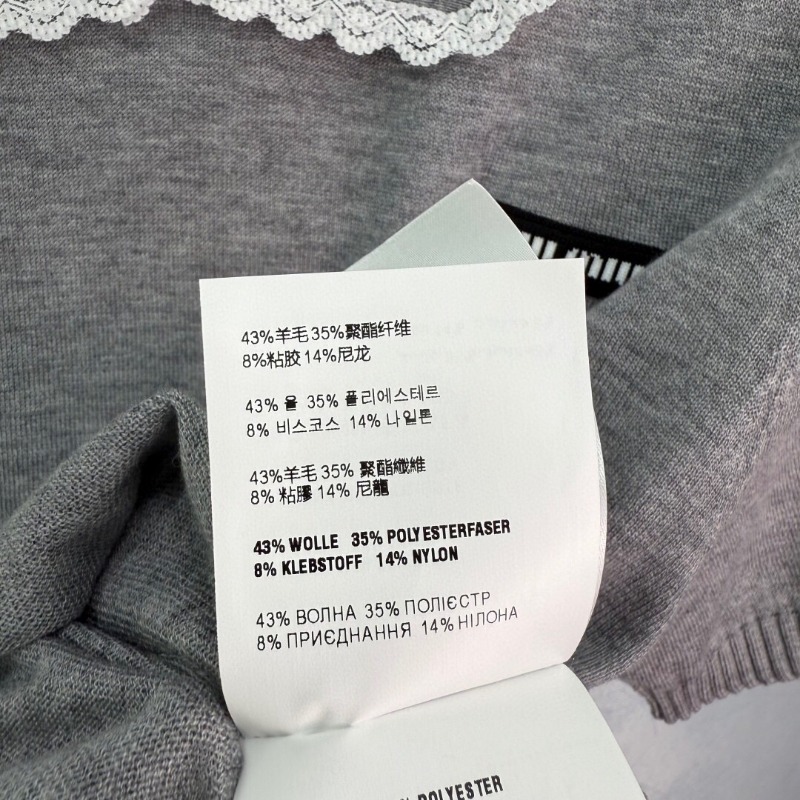 43%羊毛35%聚酯纤维
8%粘胶14%尼龙
43% 울 35% 폴리에스테르
8% 비스코스 14% 나일론
43%羊毛35% 聚酯纖維
8% 粘膠14% 尼龍
43% WOLLE 35% POLYESTERFASER
8% KLEBSTOFF 14% NYLON
43% ВОЛНА 35% ПОЛІЄСТР
8% ПРИЄДНАННЯ 14% НІЛОНА
% POLYESTER